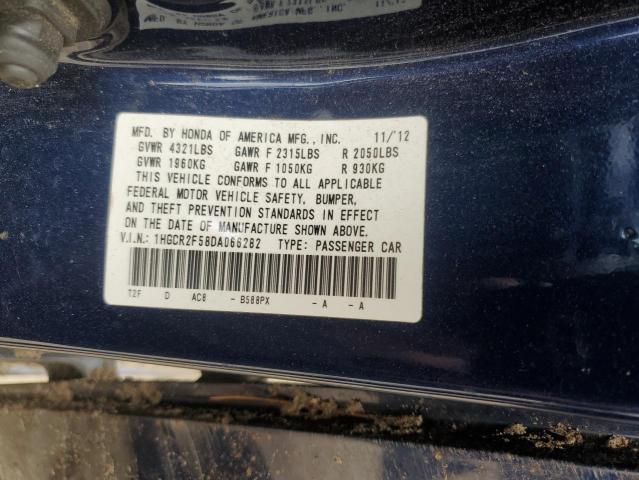 MFD. BY HONDA OF AMERICA MFG., INC. 11/'12
GVWR 4321LBS GAWR F 2315LBS R 2050LBS
GVWR 1960KG GAWR F 1050KG R 930KG
THIS VEHICLE CONFORMS TO ALL APPLICABLE
FEDERAL MOTOR VEHICLE SAFETY, BUMPER,
AND THEFT PREVENTION STANDARDS IN EFFECT
ON THE DATE OF MANUFACTURE SHOWN ABOVE.
V.I.N.: 1HGCR2F58DA066282 TYPE: PASSENGER CAR
T2F D AC8 - B588PX - A - A